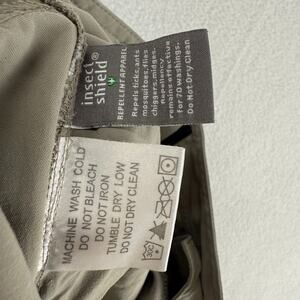 insect
shield®
REPELLENT APPAREL
Repels ticks, ants
mosquitoes, flies
chiggers, midges.
Repellency
remains effective
for 70 washings.
Do Not Dry Clean
MACHINE WASH COLD
DO NOT BLEACH
DO NOT IRON
TUMBLE DRY LOW
DO NOT DRY CLEAN
30C